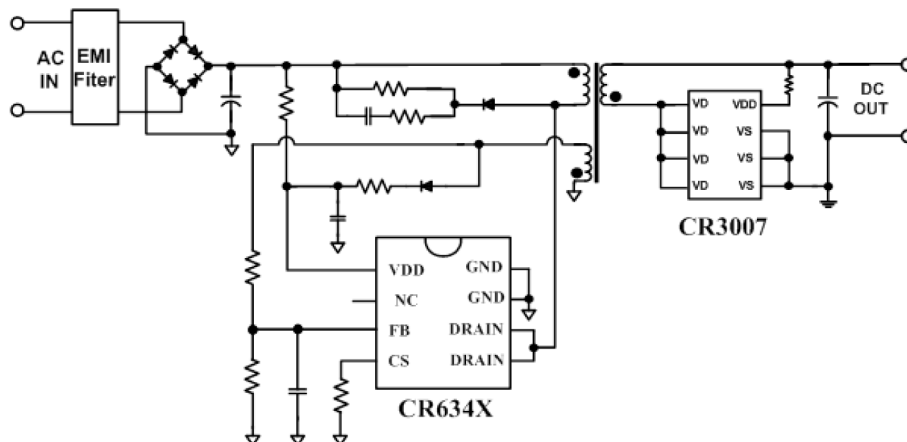 AC
IN
EMI
Fiter
VD
VD
VD
VD
VDD
VS
VS
VS
DC
OUT
CR3007
VDD
NC
FB
CS
GND
GND
DRAIN
DRAIN
CR634X